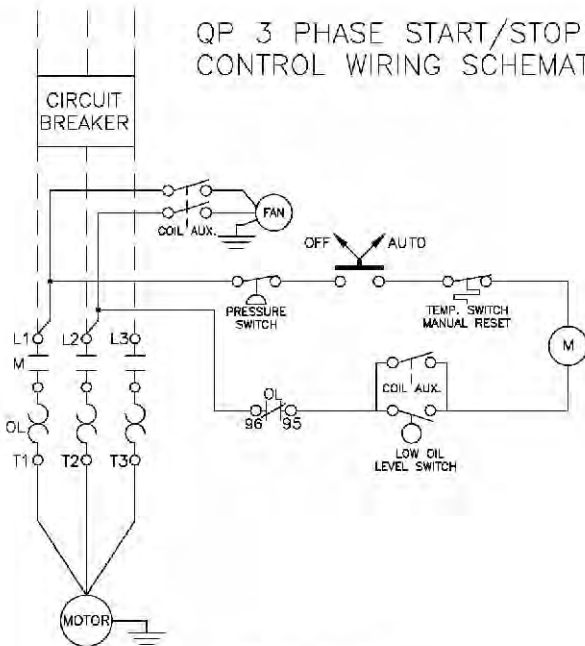 QP 3 PHASE START/STOP
CONTROL WIRING SCHEMAT
CIRCUIT
BREAKER
FAN
COIL AUX.
OFF
AUTO
PRESSURE
SWITCH
TEMP. SWITCH
MANUAL RESET
L1
L2
L3
M
M
COIL AUX.
OL
96
95
LOW OIL
LEVEL SWITCH
OL
T1
T2
T3
MOTOR